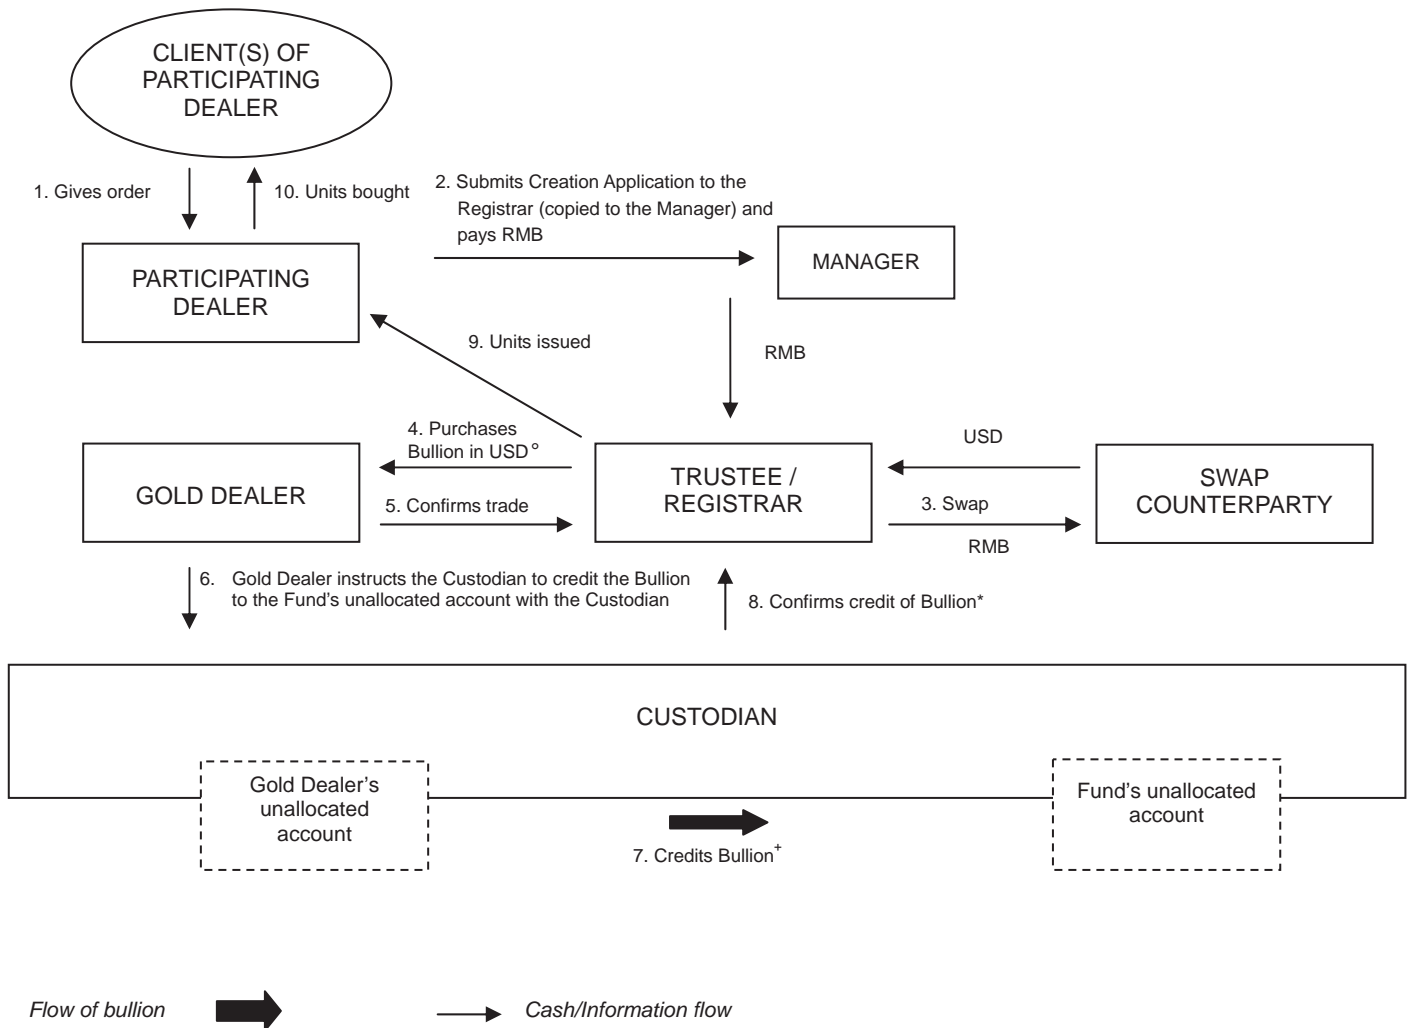 CLIENT(S) OF
PARTICIPATING
DEALER
1. Gives order
10. Units bought
2. Submits Creation Application to the
Registrar (copied to the Manager) and
pays RMB
PARTICIPATING
DEALER
MANAGER
9. Units issued
RMB
4. Purchases
Bullion in USD°
USD
GOLD DEALER
TRUSTEE /
REGISTRAR
SWAP
COUNTERPARTY
5. Confirms trade
3. Swap
RMB
6. Gold Dealer instructs the Custodian to credit the Bullion
to the Fund's unallocated account with the Custodian
8. Confirms credit of Bullion*
CUSTODIAN
Gold Dealer's
unallocated
account
Fund's unallocated
account
7. Credits Bullion+
Flow of bullion
Cash/Information flow